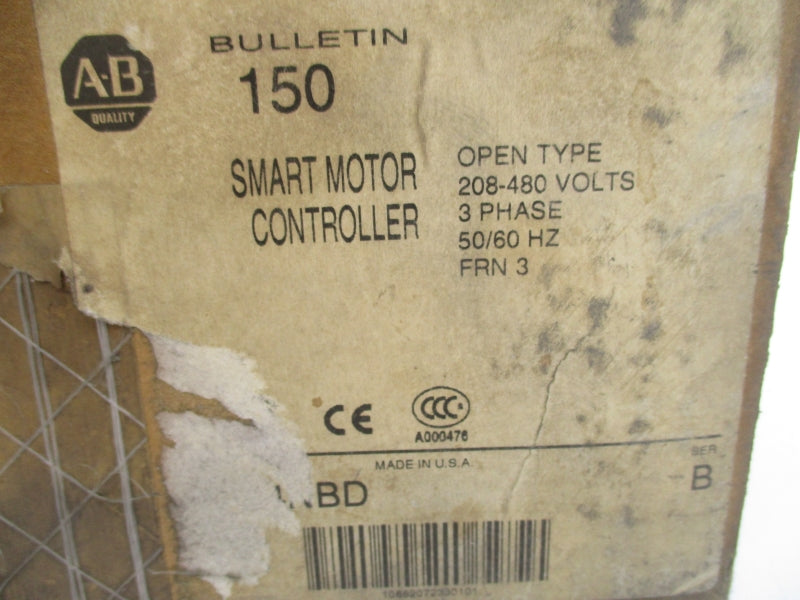 A-B
QUALITY
BULLETIN
150
SMART MOTOR
CONTROLLER
OPEN TYPE
208-480 VOLTS
3 PHASE
50/60 HZ
FRN 3
CE
CCC
A000476
MADE IN U.S.A.
SER
BD
B